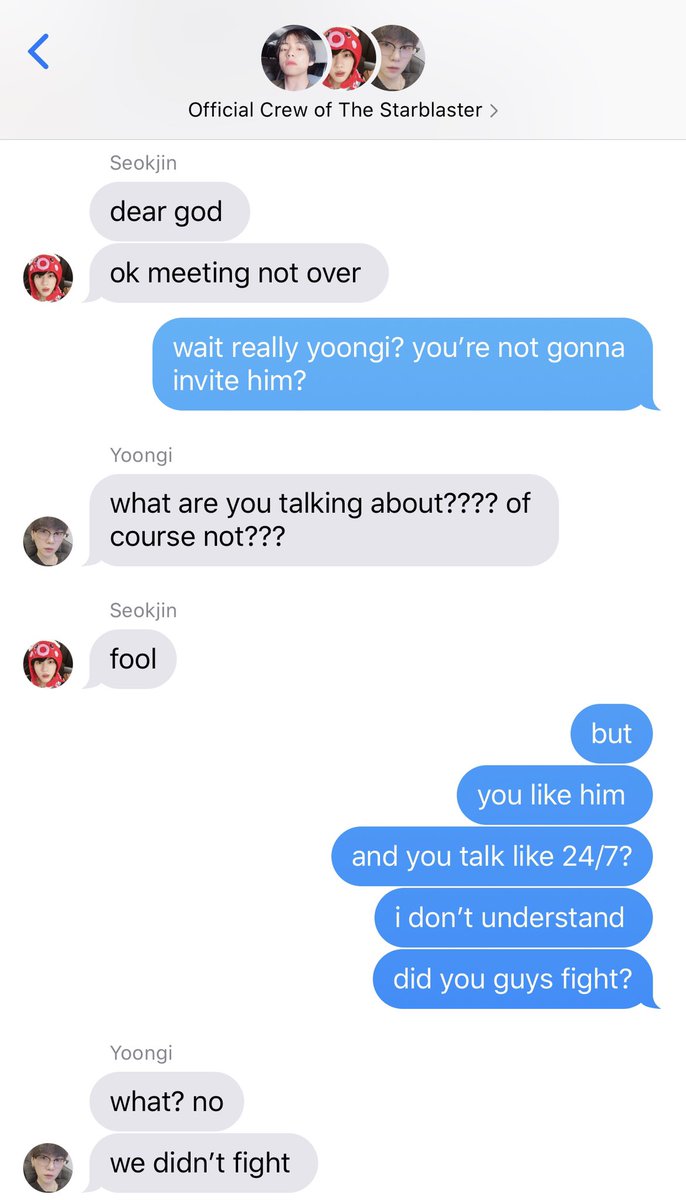 Official Crew of The Starblaster
Seokjin
dear god
ok meeting not over
wait really yoongi? you’re not gonna
invite him?
Yoongi
what are you talking about???? of
course not???
Seokjin
fool
but
you like him
and you talk like 24/7?
i don’t understand
did you guys fight?
Yoongi
what? no
we didn’t fight